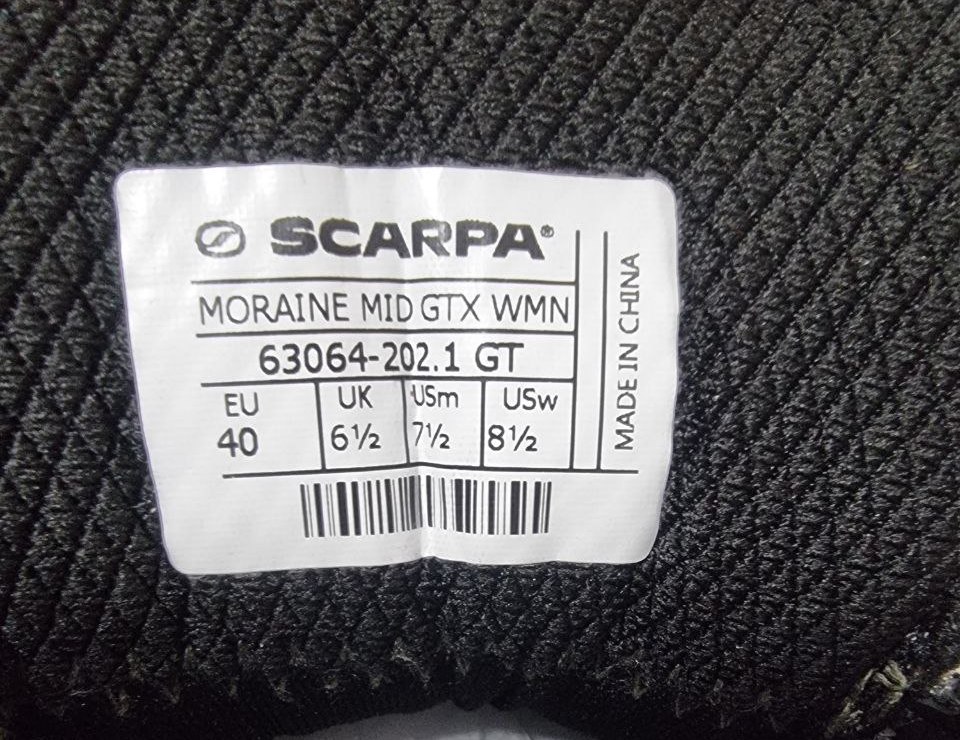 SCARPA®
MORAINE MID GTX WMN
63064-202.1 GT
EU UK USm USw
40 6½ 7½ 8½
MADE IN CHINA